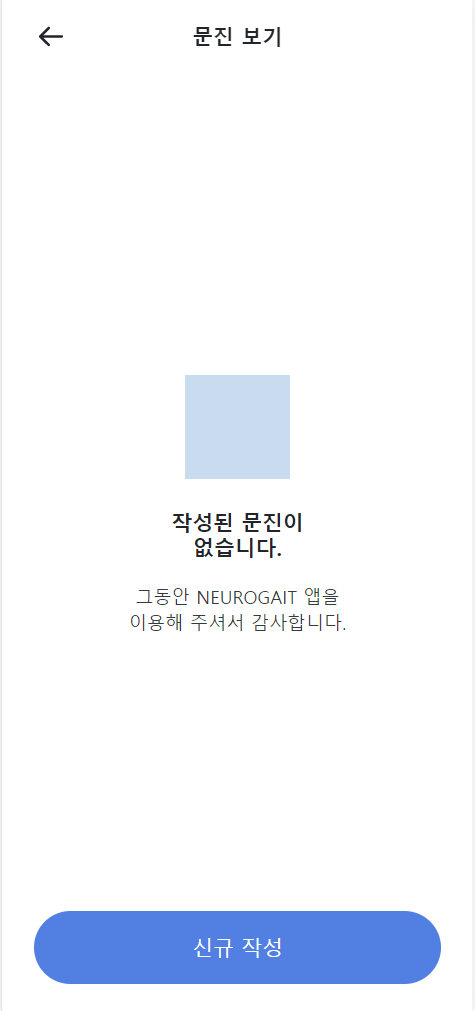 문진 보기
작성된 문진이
없습니다.
그동안 NEUROGAIT 앱을
이용해 주셔서 감사합니다.
신규 작성